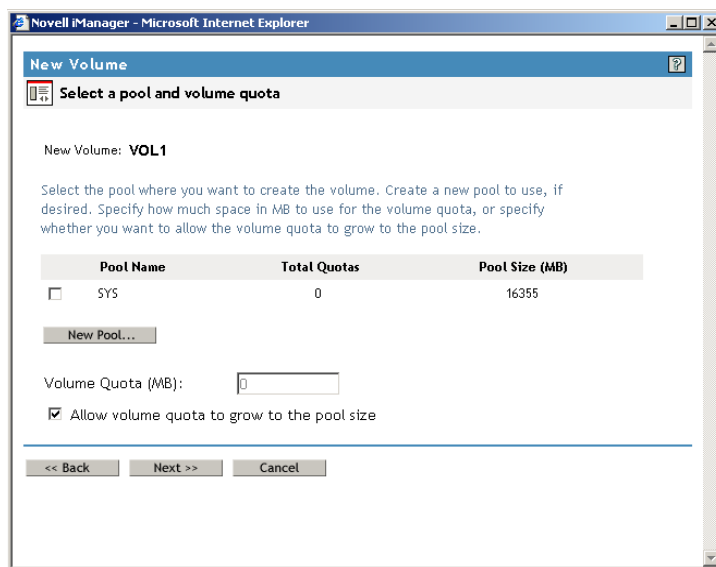 Novell iManager - Microsoft Internet Explorer
New Volume
?
Select a pool and volume quota
New Volume: VOL1
Select the pool where you want to create the volume. Create a new pool to use, if
desired. Specify how much space in MB to use for the volume quota, or specify
whether you want to allow the volume quota to grow to the pool size.
Pool Name Total Quotas Pool Size (MB)
SYS 0 16355
New Pool...
Volume Quota (MB): 0
Allow volume quota to grow to the pool size
<< Back Next >> Cancel